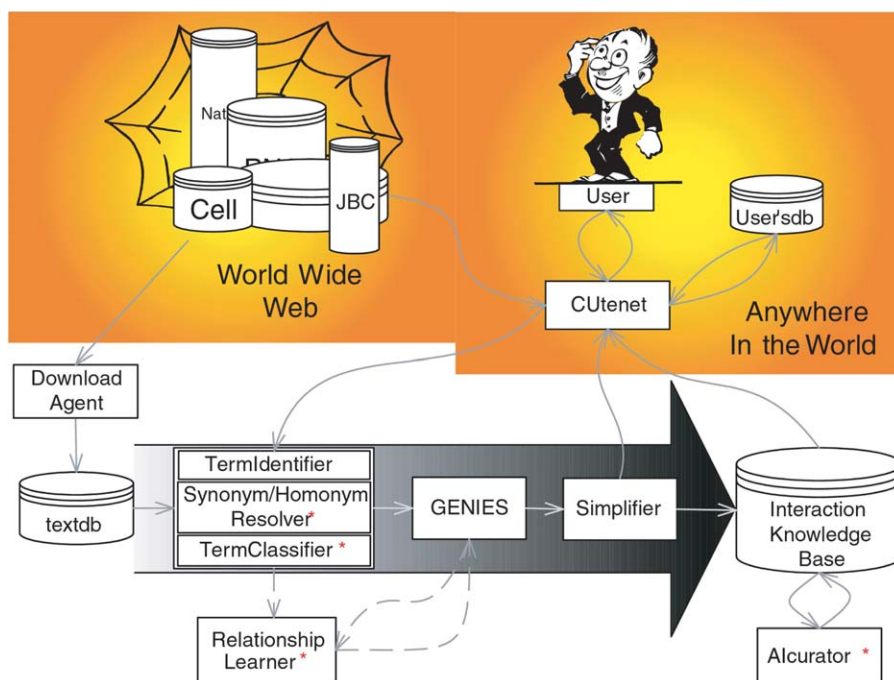 Cell
JBC
World Wide
Web
User
User'sdb
CUtenet
Anywhere
In the World
Download
Agent
textdb
TermIdentifier
Synonym/Homonym
Resolver*
TermClassifier *
GENIES
Simplifier
Interaction
Knowledge
Base
Relationship
Learner*
AIcurator *